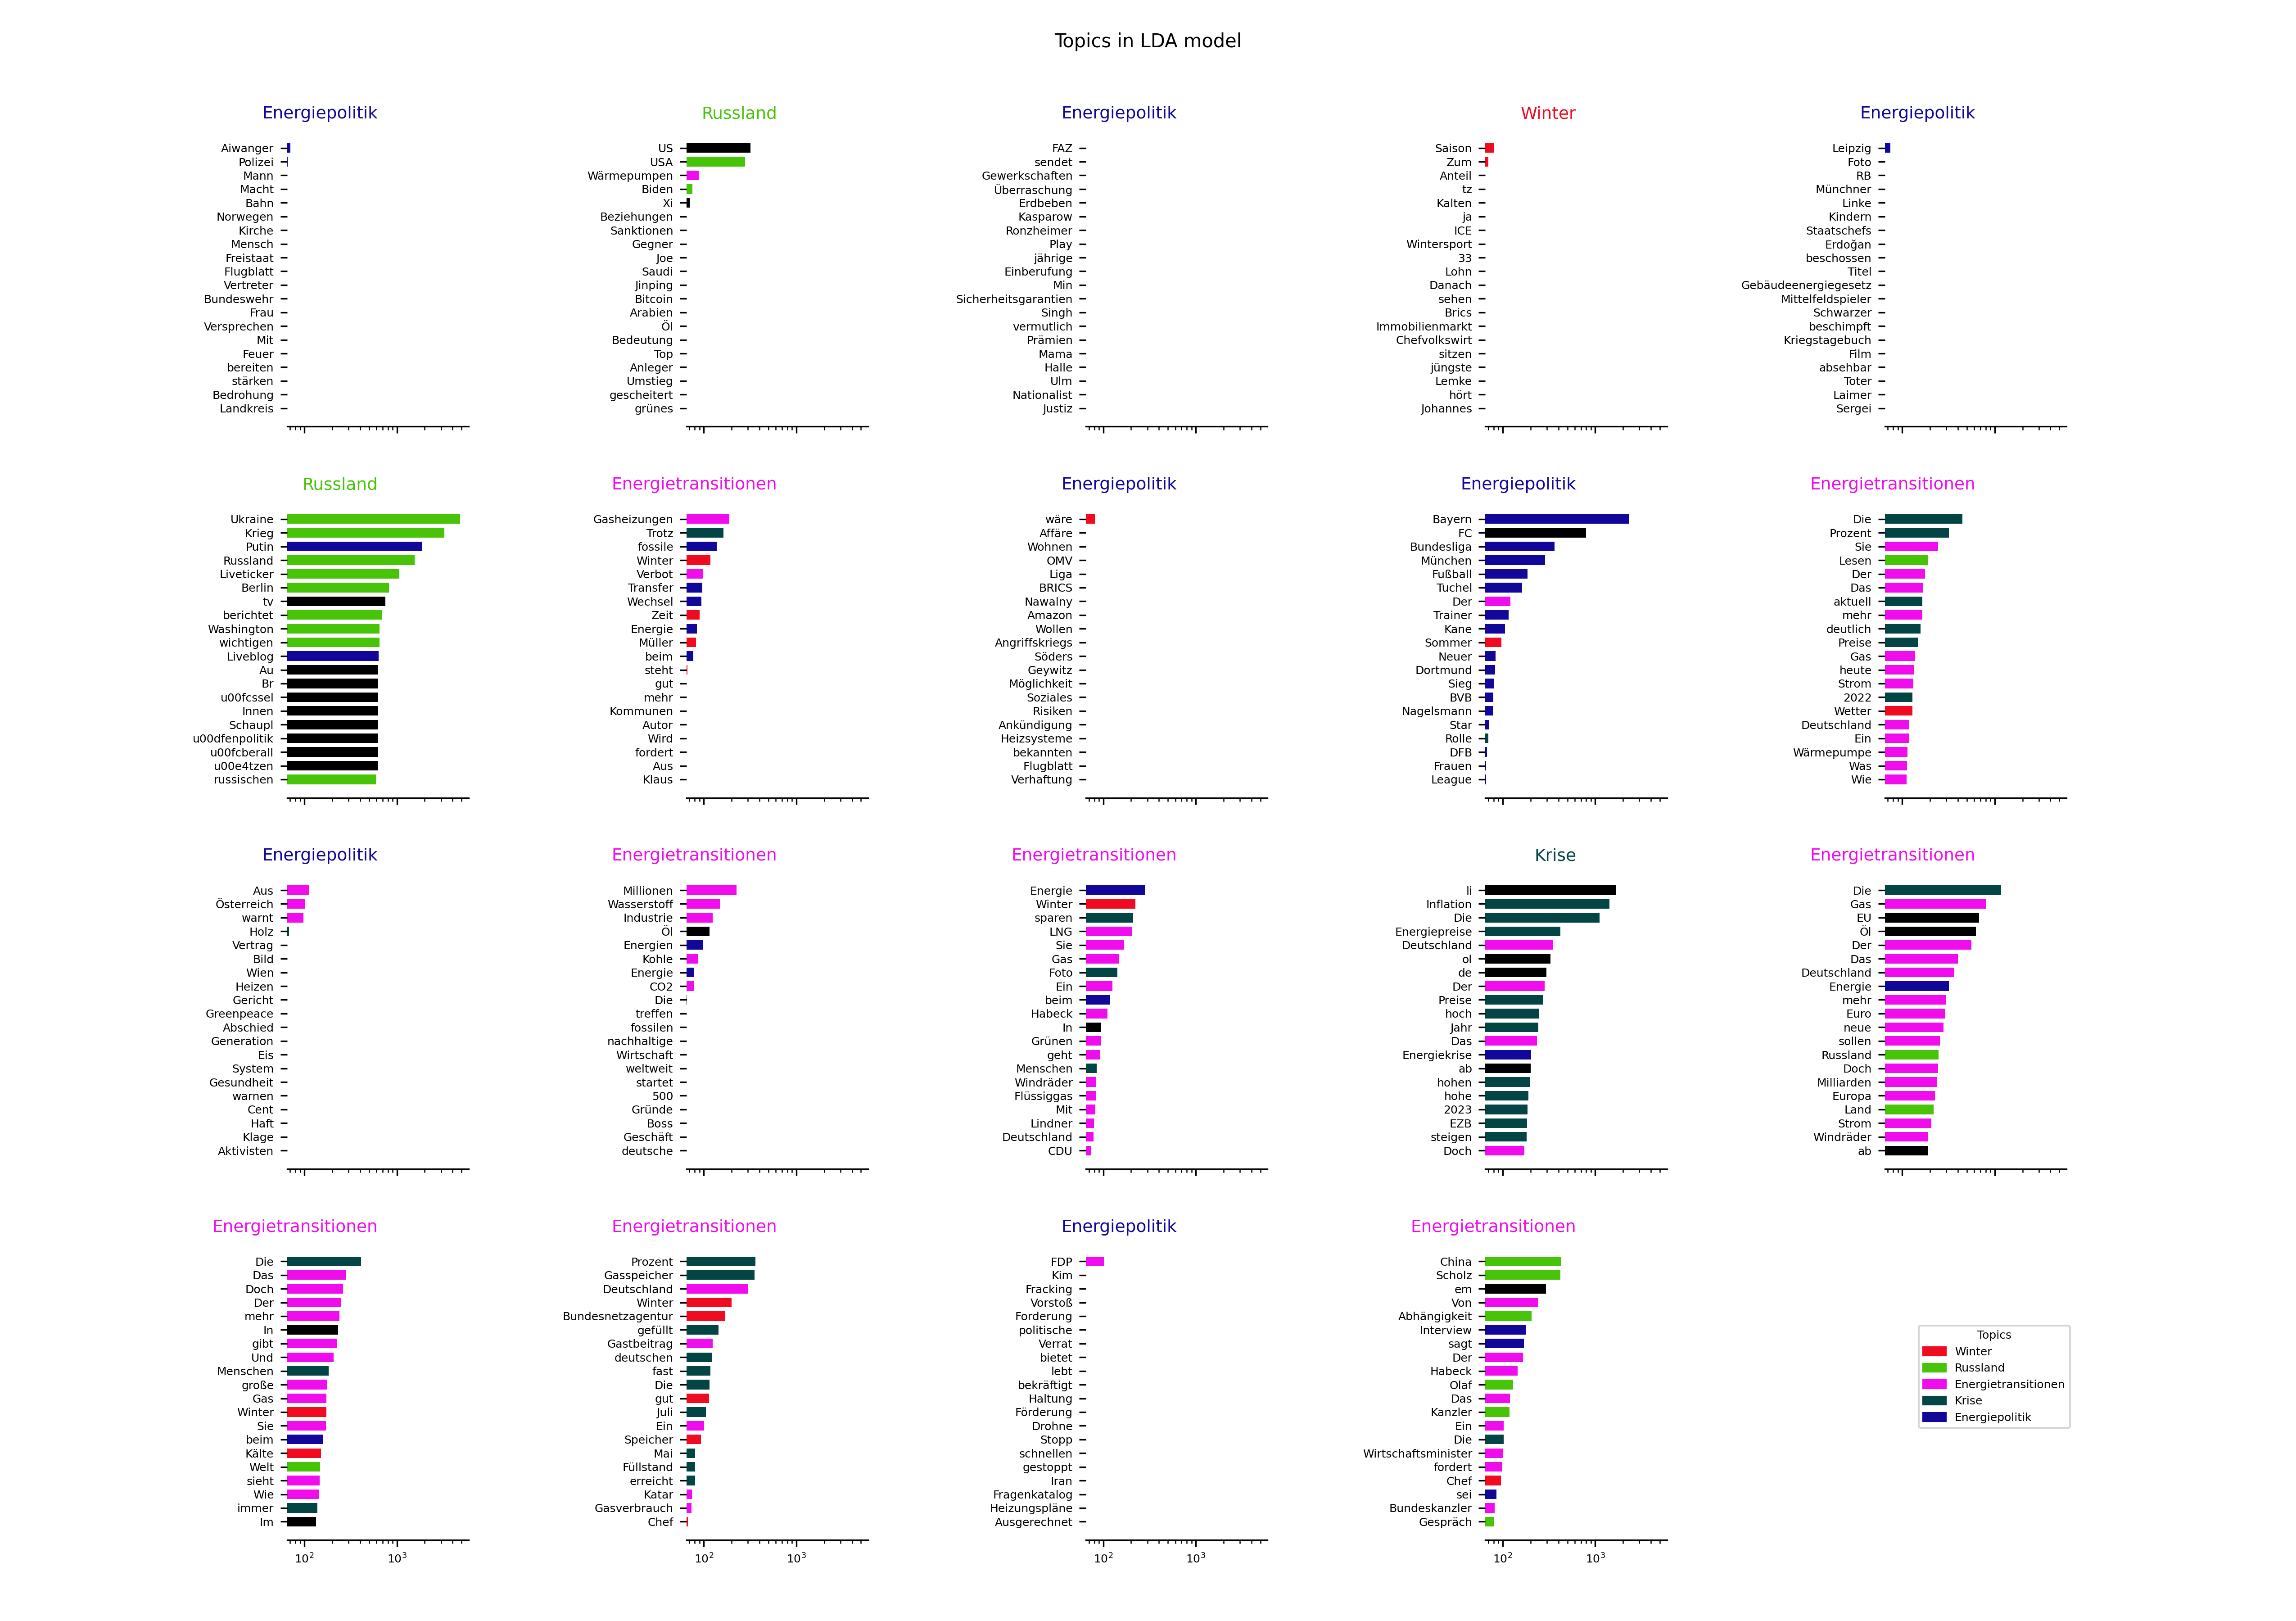 Topics in LDA model
Energiepolitik
Aiwanger
Polizei
Mann
Macht
Bahn
Norwegen
Kirche
Mensch
Freistaat
Flugblatt
Vertreter
Bundeswehr
Frau
Versprechen
Mit
Feuer
bereiten
stärken
Bedrohung
Landkreis
Russland
US
USA
Wärmepumpen
Biden
Xi
Beziehungen
Sanktionen
Gegner
Joe
Saudi
Jinping
Bitcoin
Arabien
Öl
Bedeutung
Top
Anleger
Umstieg
gescheitert
grünes
Energiepolitik
FAZ
sendet
Gewerkschaften
Überraschung
Erdbeben
Kasparow
Ronzheimer
Play
jährige
Einberufung
Min
Sicherheitsgarantien
Singh
vermutlich
Prämien
Mama
Halle
Ulm
Nationalist
Justiz
Winter
Saison
Zum
Anteil
tz
Kalten
ja
ICE
Wintersport
33
Lohn
Danach
sehen
Brics
Immobilienmarkt
Chefvolkswirt
sitzen
jüngste
Lemke
hört
Johannes
Energiepolitik
Leipzig
Foto
RB
Münchner
Linke
Kindern
Staatschefs
Erdoğan
beschossen
Titel
Gebäudeenergiegesetz
Mittelfeldspieler
Schwarzer
beschimpft
Kriegstagebuch
Film
absehbar
Toter
Laimer
Sergei
Russland
Ukraine
Krieg
Putin
Russland
Liveticker
Berlin
tv
berichtet
Washington
wichtigen
Liveblog
Au
Br
u00fcssel
Innen
Schaupl
u00dfenpolitik
u00fcberall
u00e4tzen
russischen
Energietransitionen
Gasheizungen
Trotz
fossile
Winter
Verbot
Transfer
Wechsel
Zeit
Energie
Müller
beim
steht
gut
mehr
Kommunen
Autor
Wird
fordert
Aus
Klaus
Energiepolitik
wäre
Affäre
Wohnen
OMV
Liga
BRICS
Nawalny
Amazon
Wollen
Angriffskriegs
Söders
Geywitz
Möglichkeit
Soziales
Risiken
Ankündigung
Heizsysteme
bekannten
Flugblatt
Verhaftung
Energiepolitik
Bayern
FC
Bundesliga
München
Fußball
Tuchel
Der
Trainer
Kane
Sommer
Neuer
Dortmund
Sieg
BVB
Nagelsmann
Star
Rolle
DFB
Frauen
League
Energietransitionen
Die
Prozent
Sie
Lesen
Der
Das
aktuell
mehr
deutlich
Preise
Gas
heute
Strom
2022
Wetter
Deutschland
Ein
Wärmepumpe
Was
Wie
Energiepolitik
Aus
Österreich
warnt
Holz
Vertrag
Bild
Wien
Heizen
Gericht
Greenpeace
Abschied
Generation
Eis
System
Gesundheit
warnen
Cent
Haft
Klage
Aktivisten
Energietransitionen
Millionen
Wasserstoff
Industrie
Öl
Energien
Kohle
Energie
CO2
Die
treffen
fossilen
nachhaltige
Wirtschaft
weltweit
startet
500
Gründe
Boss
Geschäft
deutsche
Energietransitionen
Energie
Winter
sparen
LNG
Sie
Gas
Foto
Ein
beim
Habeck
In
Grünen
geht
Menschen
Windräder
Flüssiggas
Mit
Lindner
Deutschland
CDU
Krise
li
Inflation
Die
Energiepreise
Deutschland
ol
de
Der
Preise
hoch
Jahr
Das
Energiekrise
ab
hohen
hohe
2023
EZB
steigen
Doch
Energietransitionen
Die
Gas
EU
Öl
Der
Das
Deutschland
Energie
mehr
Euro
neue
sollen
Russland
Doch
Milliarden
Europa
Land
Strom
Windräder
ab
Energietransitionen
Die
Das
Doch
Der
mehr
In
gibt
Und
Menschen
große
Gas
Winter
Sie
beim
Kälte
Welt
sieht
Wie
immer
Im
10² 10³
Energietransitionen
Prozent
Gasspeicher
Deutschland
Winter
Bundesnetzagentur
gefüllt
Gastbeitrag
deutschen
fast
Die
gut
Juli
Ein
Speicher
Mai
Füllstand
erreicht
Katar
Gasverbrauch
Chef
10² 10³
Energiepolitik
FDP
Kim
Fracking
Vorstoß
Forderung
politische
Verrat
bietet
lebt
bekräftigt
Haltung
Förderung
Drohne
Stopp
schnellen
gestoppt
Iran
Fragenkatalog
Heizungspläne
Ausgerechnet
10² 10³
Energietransitionen
China
Scholz
em
Von
Abhängigkeit
Interview
sagt
Der
Habeck
Olaf
Das
Kanzler
Ein
Die
Wirtschaftsminister
fordert
Chef
sei
Bundeskanzler
Gespräch
10² 10³
Topics
Winter
Russland
Energietransitionen
Krise
Energiepolitik